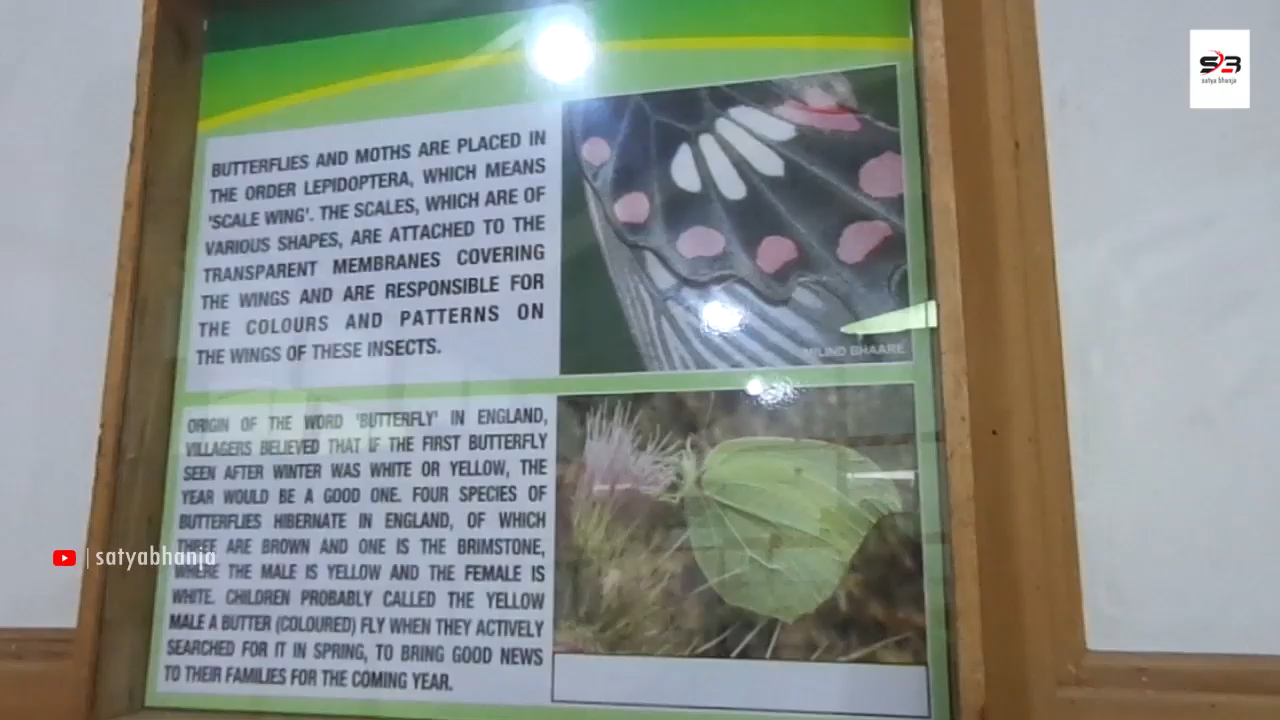 BUTTERFLIES AND MOTHS ARE PLACED IN
THE ORDER LEPIDOPTERA, WHICH MEANS
'SCALE WING'. THE SCALES, WHICH ARE OF
VARIOUS SHAPES, ARE ATTACHED TO THE
TRANSPARENT MEMBRANES COVERING
THE WINGS AND ARE RESPONSIBLE FOR
THE COLOURS AND PATTERNS ON
THE WINGS OF THESE INSECTS.
MILIND BHAARE
ORIGIN OF THE WORD 'BUTTERFLY' IN ENGLAND,
VILLAGERS BELIEVED THAT IF THE FIRST BUTTERFLY
SEEN AFTER WINTER WAS WHITE OR YELLOW, THE
YEAR WOULD BE A GOOD ONE. FOUR SPECIES OF
BUTTERFLIES HIBERNATE IN ENGLAND, OF WHICH
THREE ARE BROWN AND ONE IS THE BRIMSTONE,
WHERE THE MALE IS YELLOW AND THE FEMALE IS
WHITE. CHILDREN PROBABLY CALLED THE YELLOW
MALE A BUTTER (COLOURED) FLY WHEN THEY ACTIVELY
SEARCHED FOR IT IN SPRING, TO BRING GOOD NEWS
TO THEIR FAMILIES FOR THE COMING YEAR.
SB
satya bhanja
| satyabhanja